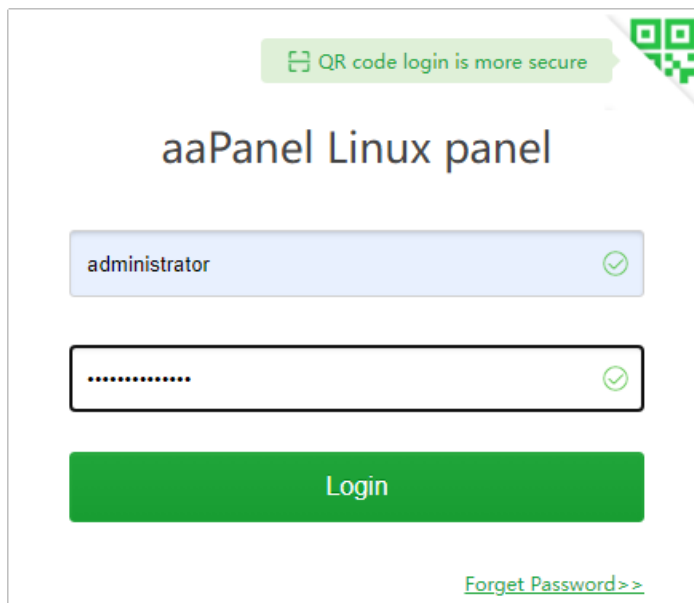 QR code login is more secure
aaPanel Linux panel
administrator
••••••••••••••
Login
Forget Password>>